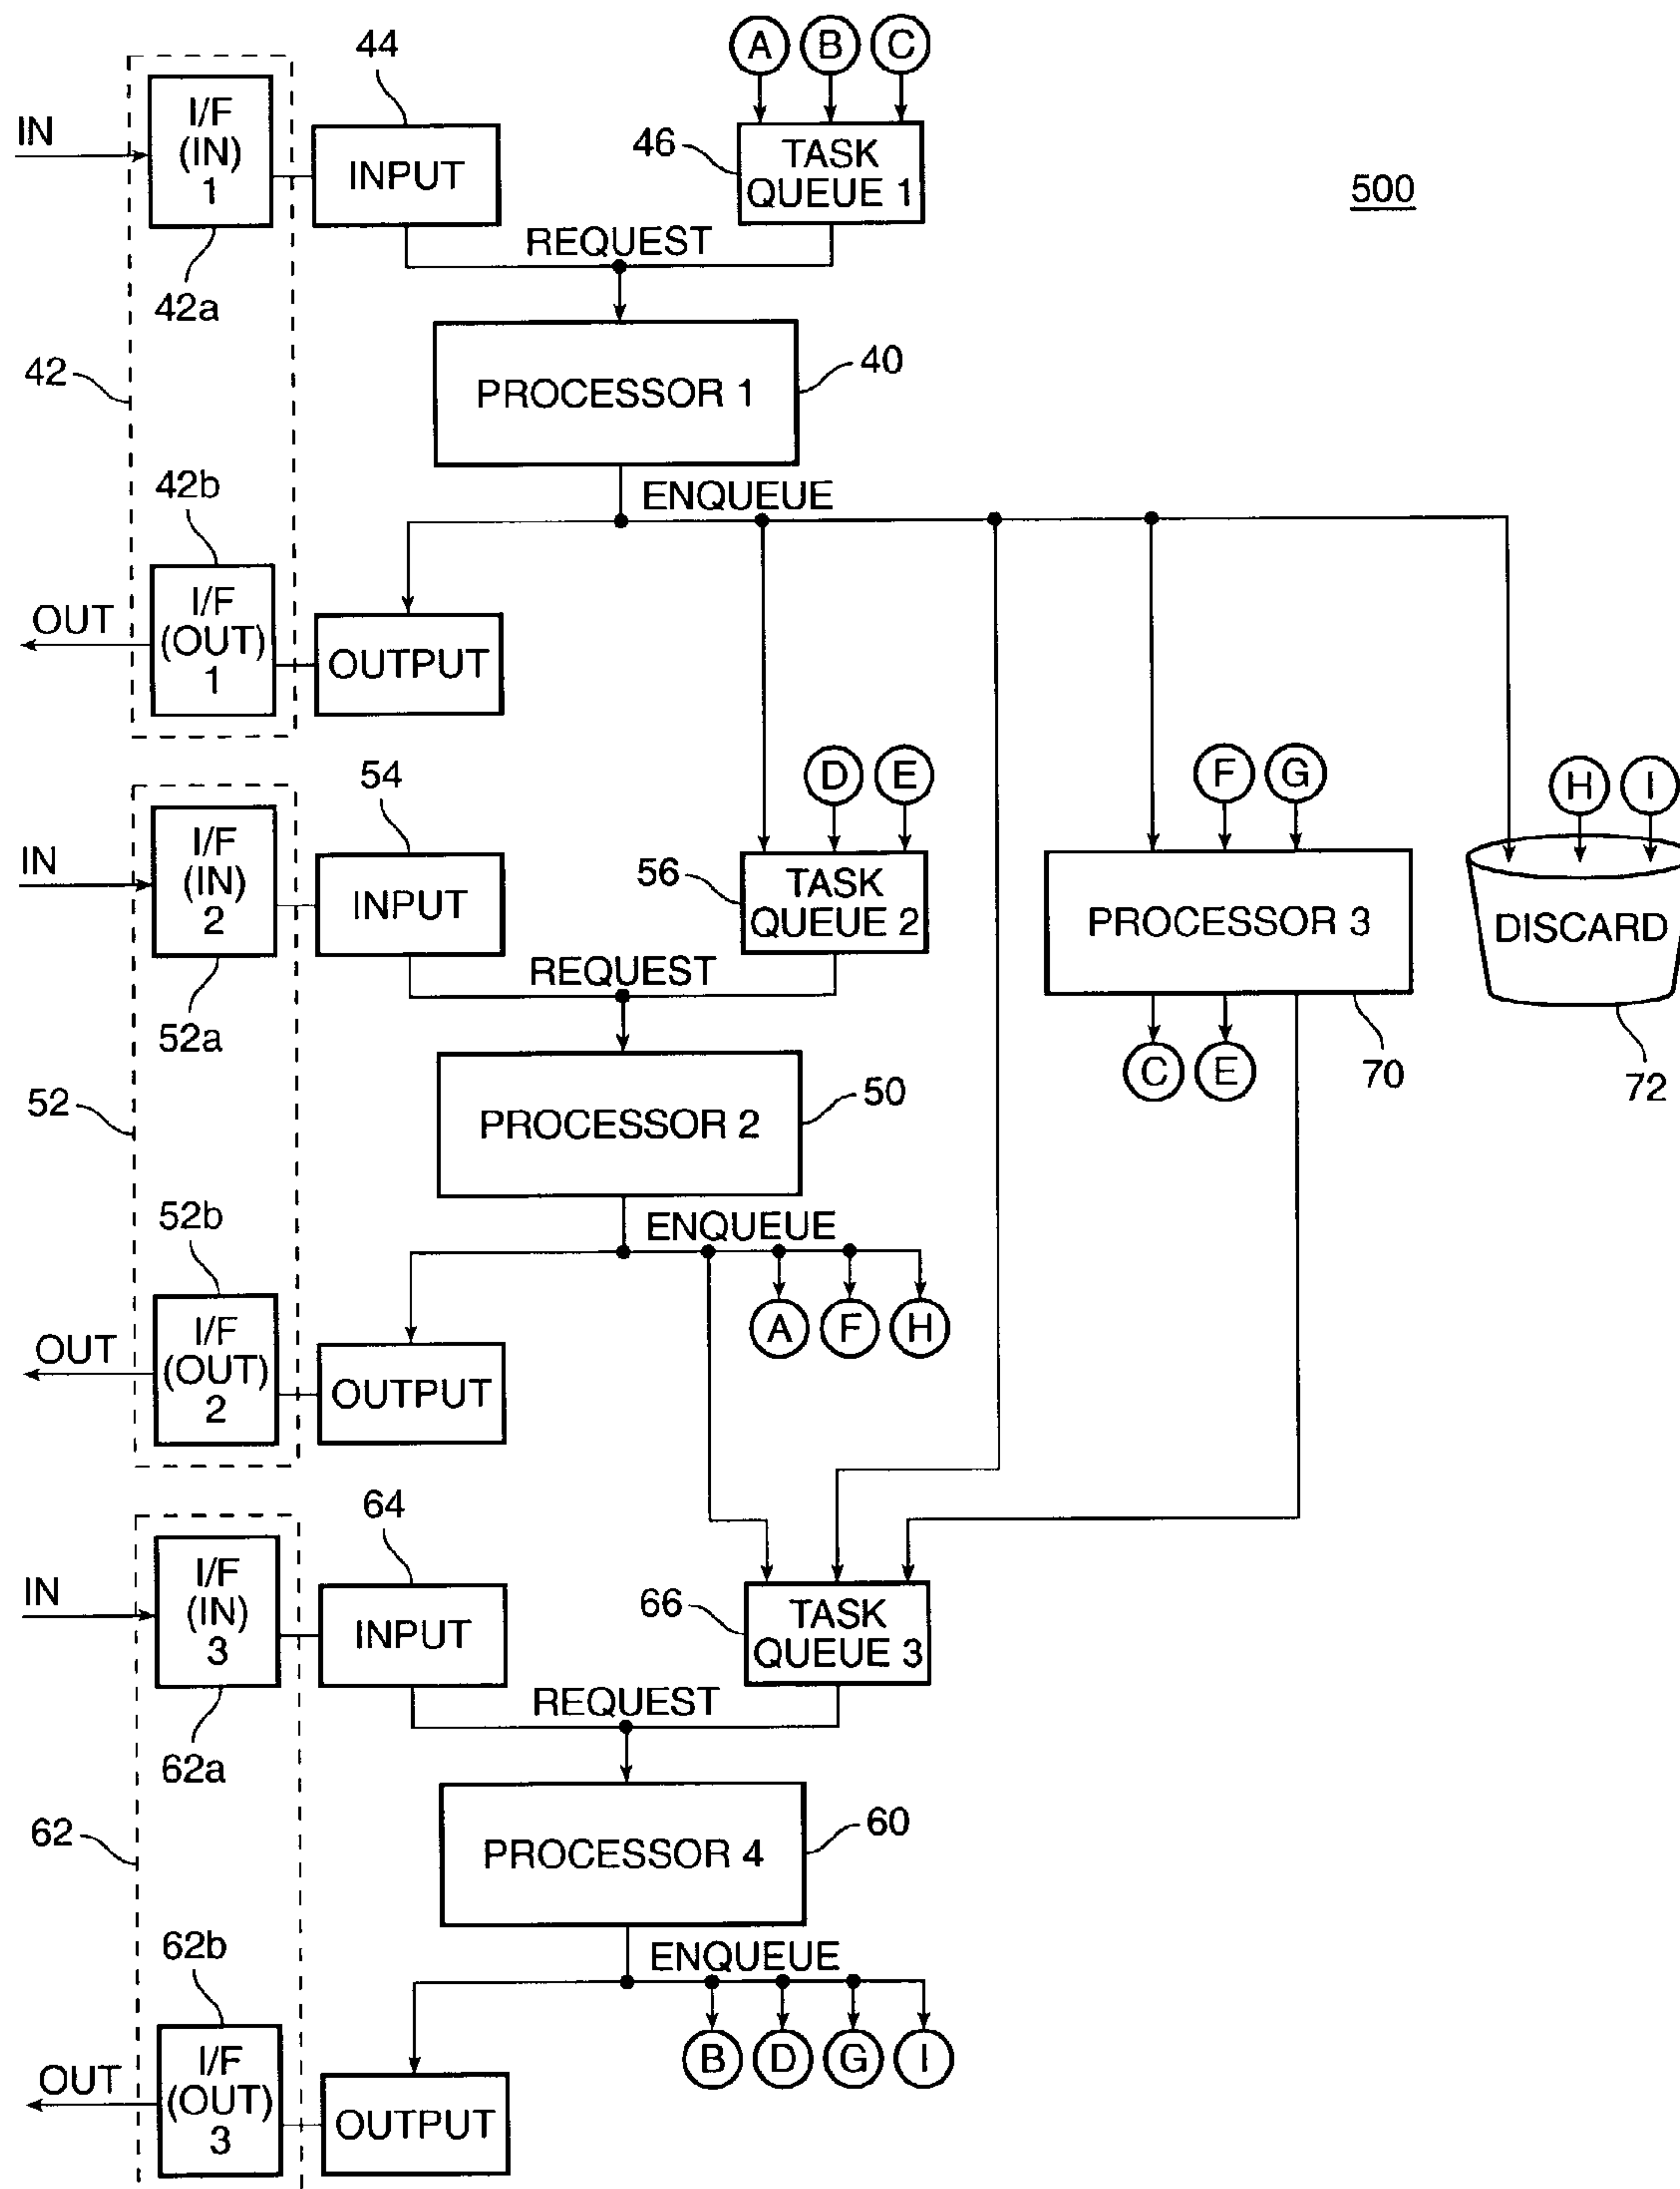 44
A B C
IN
I/F
(IN)
1
INPUT
46
TASK
QUEUE 1
500
REQUEST
42a
42
PROCESSOR 1
40
42b
ENQUEUE
OUT
I/F
(OUT)
1
OUTPUT
54
D E
F G
H I
IN
I/F
(IN)
2
INPUT
56
TASK
QUEUE 2
PROCESSOR 3
DISCARD
REQUEST
52a
C E
70
72
52
PROCESSOR 2
50
52b
ENQUEUE
A F H
OUT
I/F
(OUT)
2
OUTPUT
64
IN
I/F
(IN)
3
INPUT
66
TASK
QUEUE 3
REQUEST
62a
62
PROCESSOR 4
60
62b
ENQUEUE
B D G I
OUT
I/F
(OUT)
3
OUTPUT